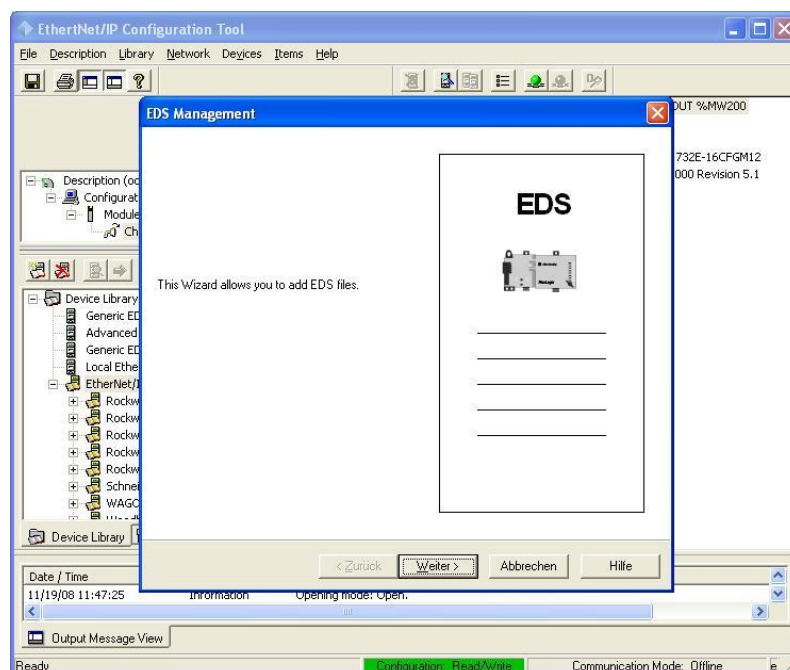 EthertNet/IP Configuration Tool
File Description Library Network Devices Items Help
OUT %MW200
732E-16CFGM12
000 Revision 5.1
Description (oc
Configurat
Module
Ch
EDS Management
EDS
This Wizard allows you to add EDS files.
Device Library
Generic ED
Advanced
Generic ED
Local Ethe
EtherNet/I
Rockw
Rockw
Rockw
Rockw
Rockw
Schnei
WAGO
Device Library
< Zurück Weiter > Abbrechen Hilfe
Date / Time
11/19/08 11:47:25 Information Opening mode: Open.
Output Message View
Ready Configuration: Read/Write Communication Mode: Offline e